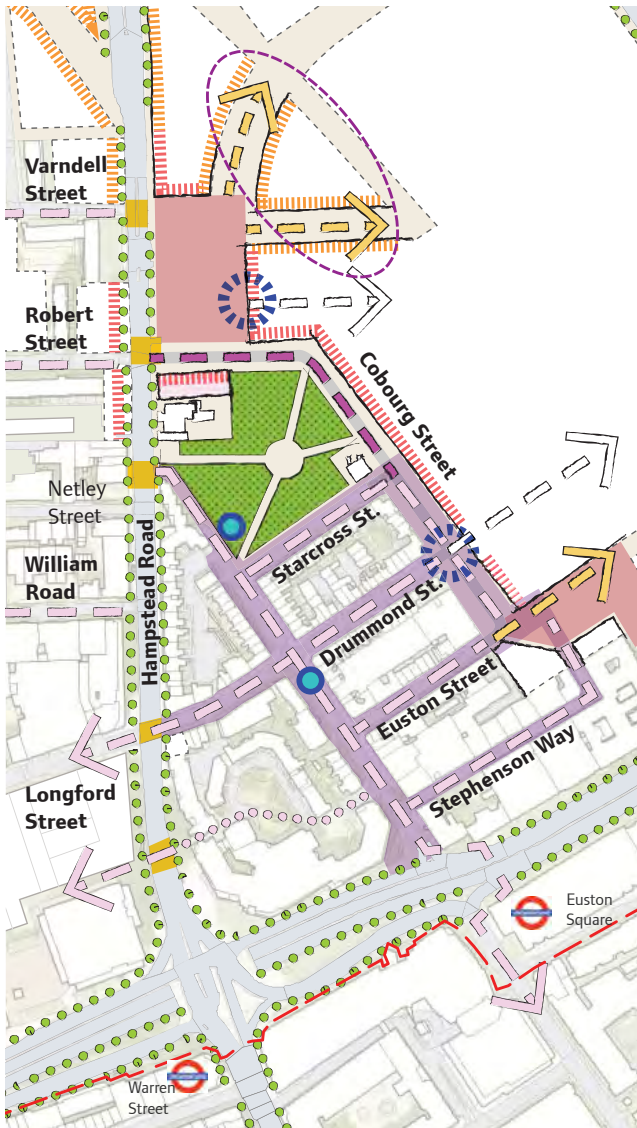 Varndell
Street
Robert
Street
Cobourg Street
Netley
Street
Starcross St.
William
Road
Hampstead Road
Drummond St.
Euston Street
Stephenson Way
Longford
Street
Euston
Square
Warren
Street